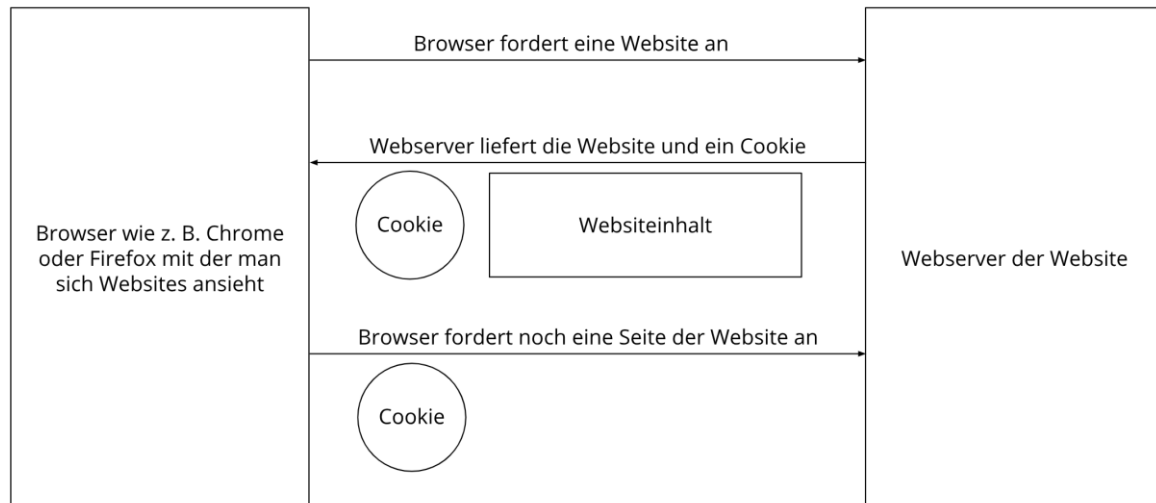 Browser fordert eine Website an
Webserver liefert die Website und ein Cookie
Cookie
Websiteinhalt
Browser wie z. B. Chrome
oder Firefox mit der man
sich Websites ansieht
Webserver der Website
Browser fordert noch eine Seite der Website an
Cookie